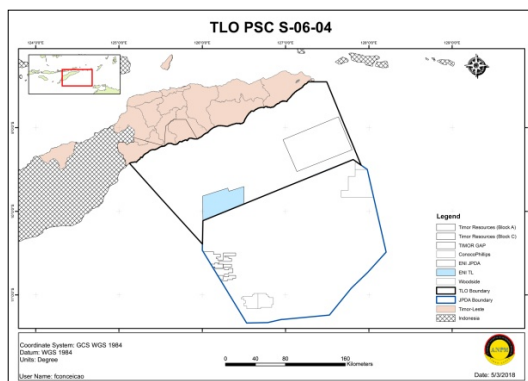 TLO PSC S-06-04
Legend
Timor Resources (Block A)
Timor Resources (Block C)
TIMOR GAP
ConocoPhillips
ENI JPDA
ENI TL
Woodside
TLO Boundary
JPDA Boundary
Timor-Leste
Indonesia
Coordinate System: GCS WGS 1984
Datum: WGS 1984
Units: Degree
User Name: fconceicao
0 40 80 160
Kilometers
ANPM
Date: 5/3/2018